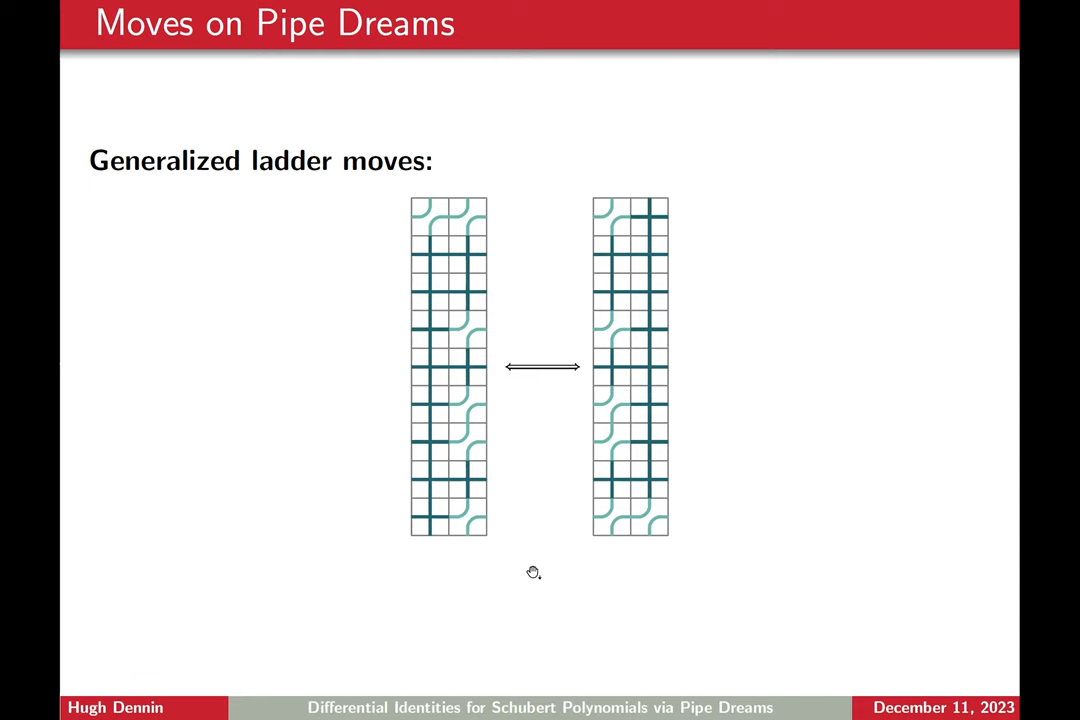 Moves on Pipe Dreams
Generalized ladder moves:
Hugh Dennin
Differential Identities for Schubert Polynomials via Pipe Dreams
December 11, 2023